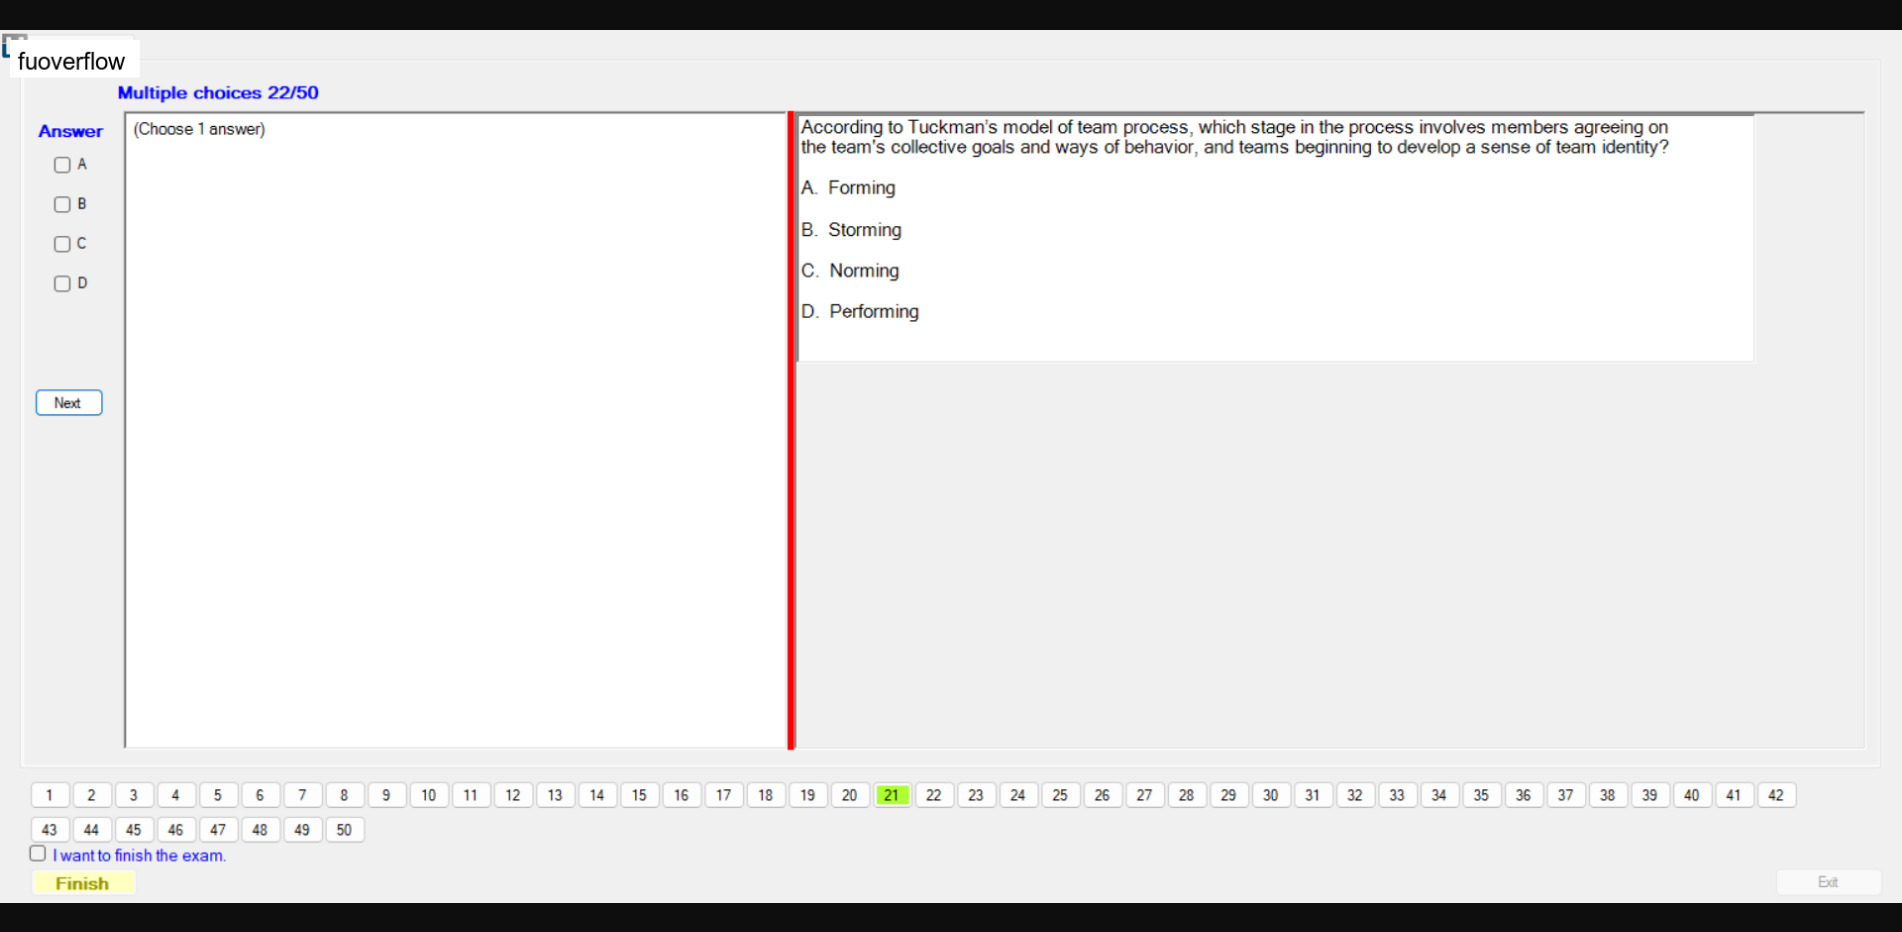 fuoverflow
Multiple choices 22/50
Answer
A
B
C
D
Next
(Choose 1 answer)
According to Tuckman's model of team process, which stage in the process involves members agreeing on
the team's collective goals and ways of behavior, and teams beginning to develop a sense of team identity?
A. Forming
B. Storming
C. Norming
D. Performing
1 2 3 4 5 6 7 8 9 10 11 12 13 14 15 16 17 18 19 20 21 22 23 24 25 26 27 28 29 30 31 32 33 34 35 36 37 38 39 40 41 42
43 44 45 46 47 48 49 50
I want to finish the exam.
Finish
Exit